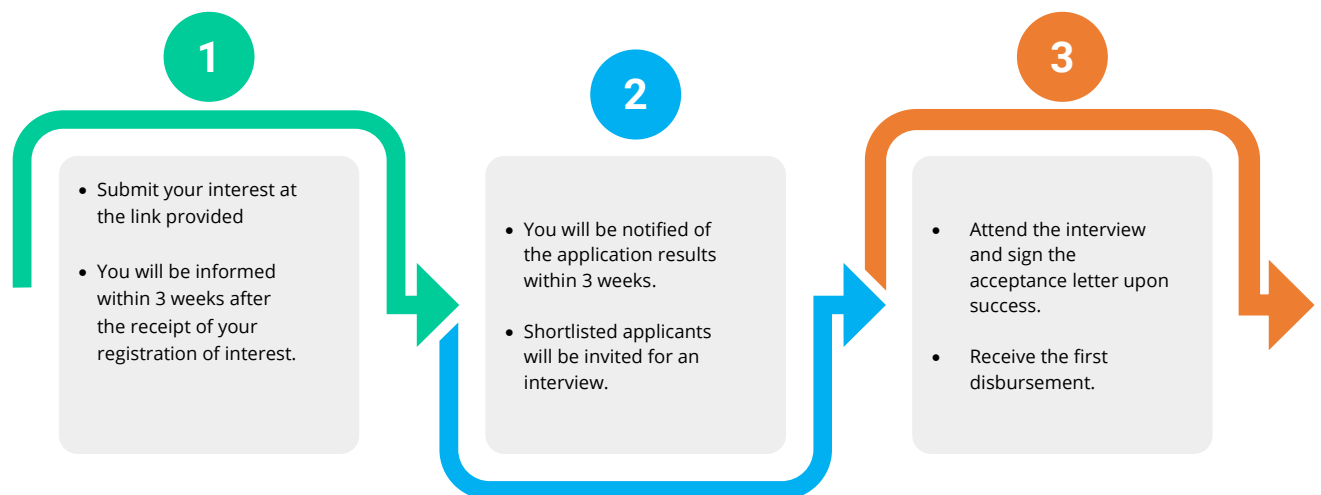 1
• Submit your interest at
the link provided
• You will be informed
within 3 weeks after
the receipt of your
registration of interest.
2
• You will be notified of
the application results
within 3 weeks.
• Shortlisted applicants
will be invited for an
interview.
3
• Attend the interview
and sign the
acceptance letter upon
success.
• Receive the first
disbursement.